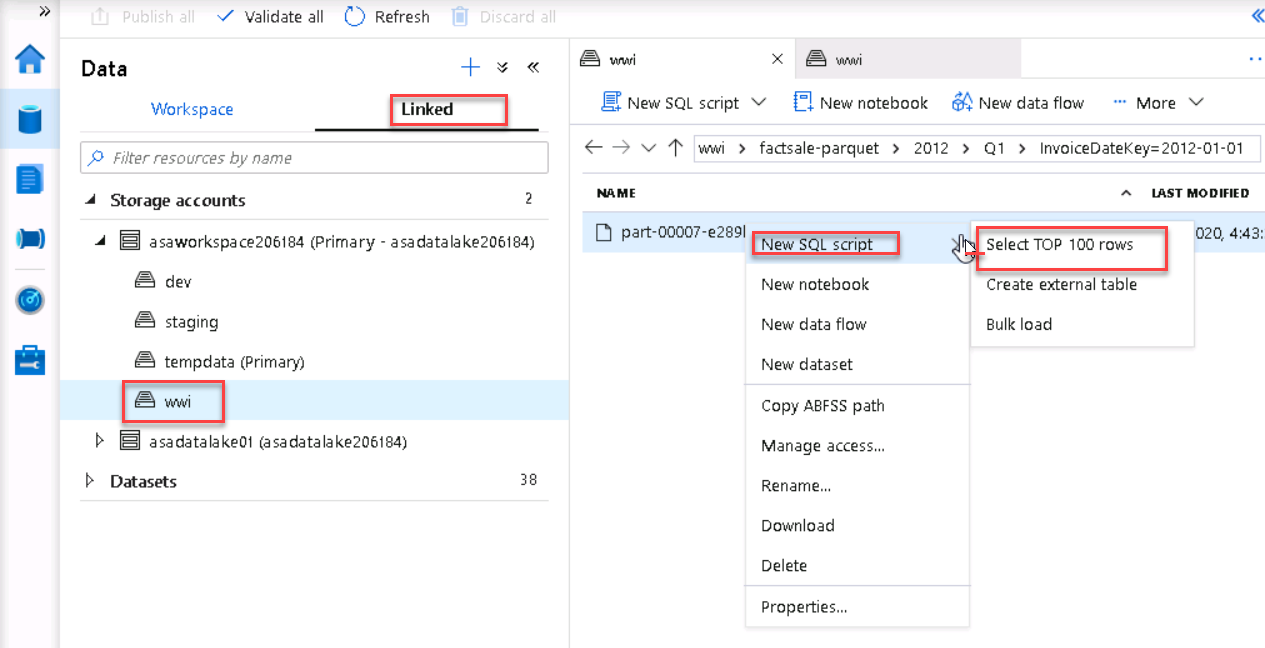 Publish all Validate all Refresh Discard all
Data
Workspace Linked
Filter resources by name
Storage accounts 2
asaworkspace206184 (Primary - asadatalake206184)
dev
staging
tempdata (Primary)
wwi
asadatalake01 (asadatalake206184)
Datasets 38
wwi wwi
New SQL script New notebook New data flow ··· More
wwi > factsale-parquet > 2012 > Q1 > InvoiceDateKey=2012-01-01
NAME LAST MODIFIED
part-00007-e289 020, 4:43:
New SQL script
New notebook
New data flow
New dataset
Copy ABFSS path
Manage access...
Rename...
Download
Delete
Properties...
Select TOP 100 rows
Create external table
Bulk load